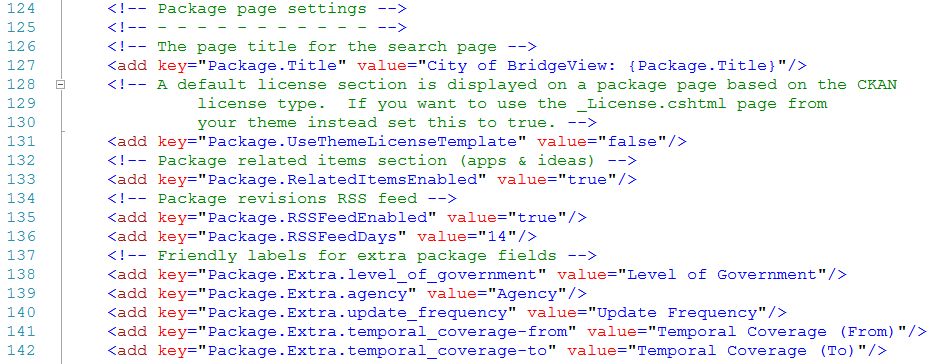 124 <!-- Package page settings -->
125 <!-- - - - - - - - - - - - -->
126 <!-- The page title for the search page -->
127 <add key="Package.Title" value="City of BridgeView: {Package.Title}"/>
128 <!-- A default license section is displayed on a package page based on the CKAN
129 license type.  If you want to use the _License.cshtml page from
130 your theme instead set this to true. -->
131 <add key="Package.UseThemeLicenseTemplate" value="false"/>
132 <!-- Package related items section (apps & ideas) -->
133 <add key="Package.RelatedItemsEnabled" value="true"/>
134 <!-- Package revisions RSS feed -->
135 <add key="Package.RSSFeedEnabled" value="true"/>
136 <add key="Package.RSSFeedDays" value="14"/>
137 <!-- Friendly labels for extra package fields -->
138 <add key="Package.Extra.level_of_government" value="Level of Government"/>
139 <add key="Package.Extra.agency" value="Agency"/>
140 <add key="Package.Extra.update_frequency" value="Update Frequency"/>
141 <add key="Package.Extra.temporal_coverage-from" value="Temporal Coverage (From)"/>
142 <add key="Package.Extra.temporal_coverage-to" value="Temporal Coverage (To)"/>